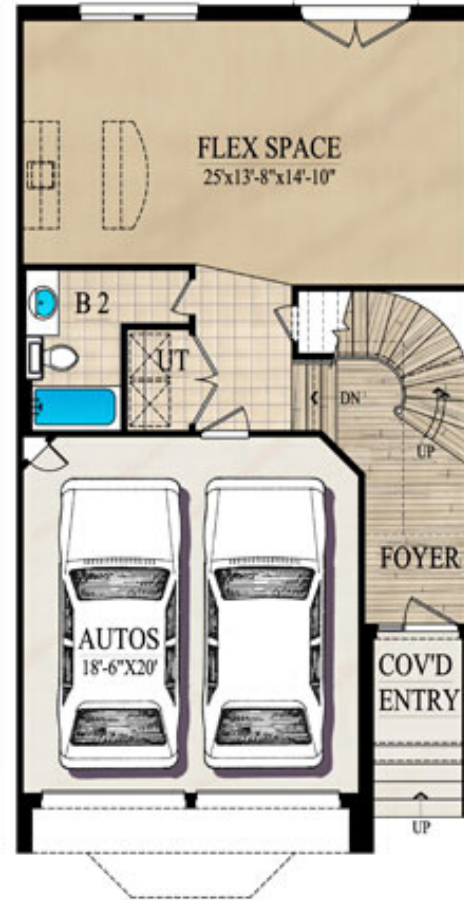 FLEX SPACE
25'x13'-8"x14'-10"
B 2
UT
DN
UP
FOYER
AUTOS
18'-6"X20'
COV'D
ENTRY
UP